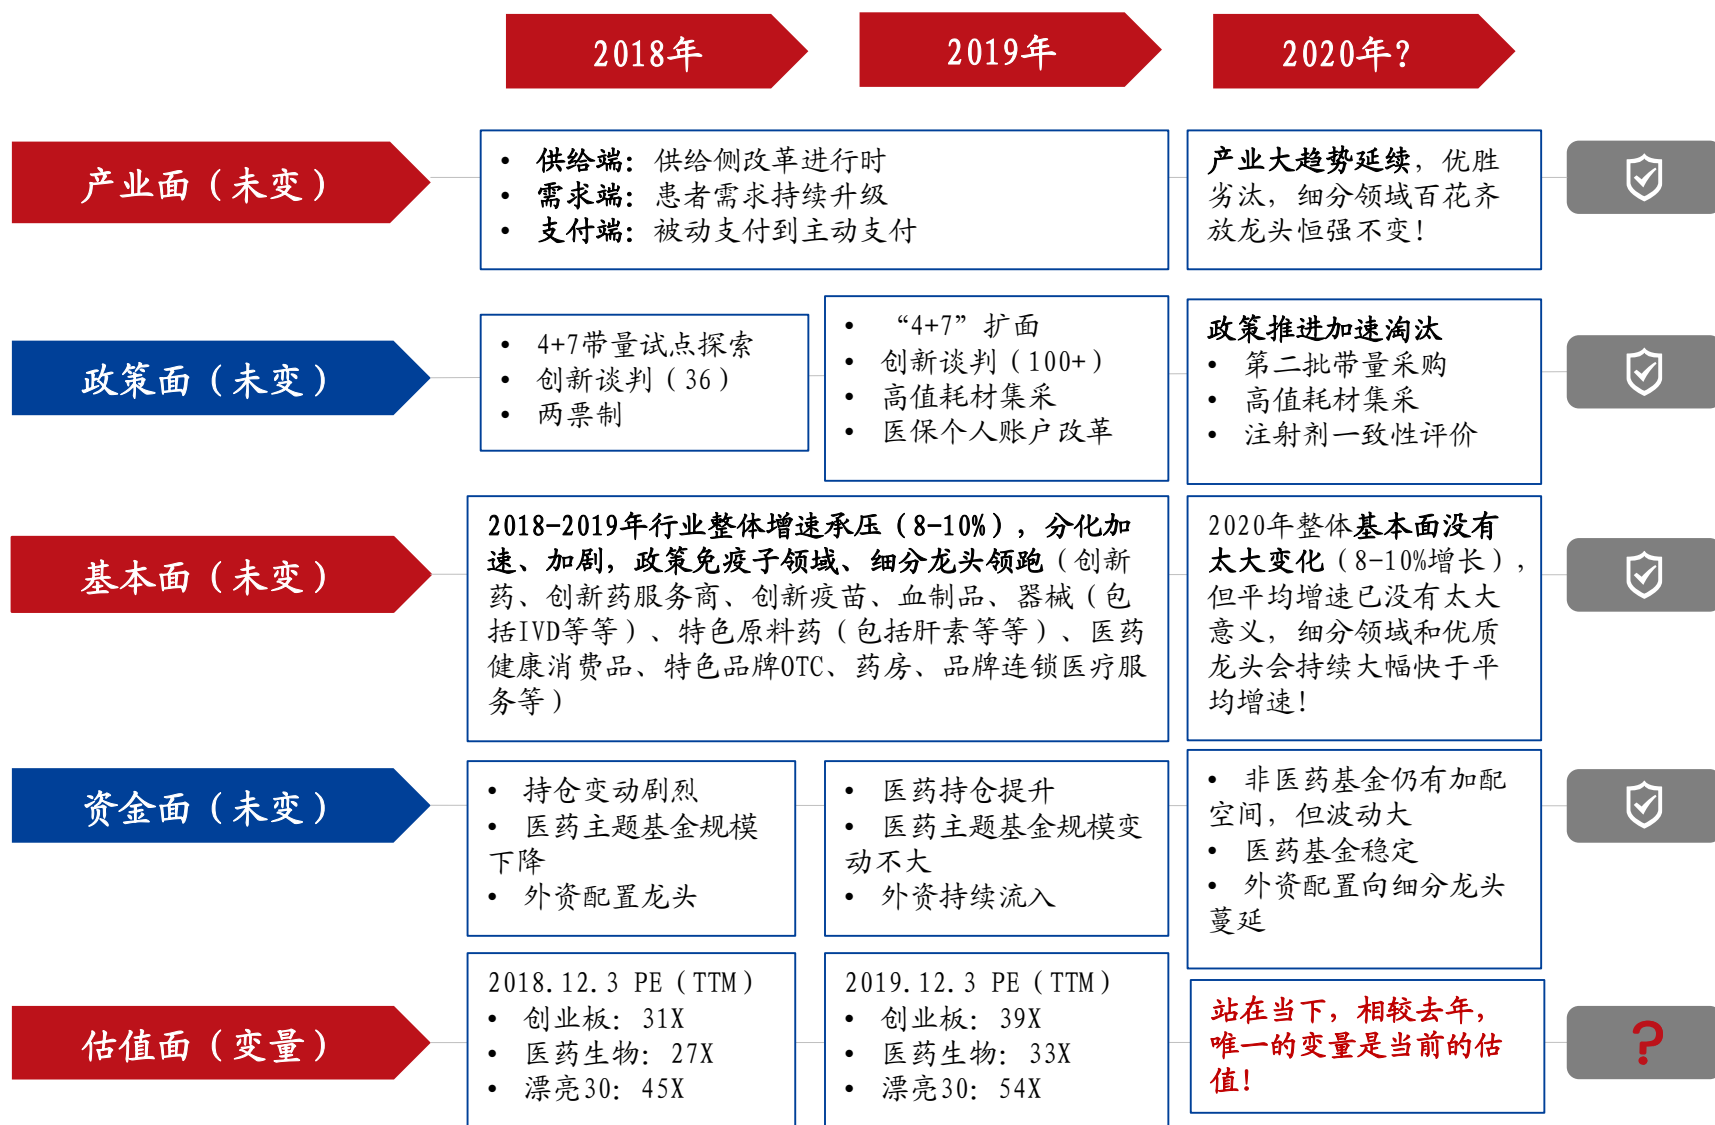 2018年
2019年
2020年?
产业面（未变）
• 供给端：供给侧改革进行时
• 需求端：患者需求持续升级
• 支付端：被动支付到主动支付
产业大趋势延续，优胜
劣汰，细分领域百花齐
放龙头恒强不变！
政策面（未变）
• 4+7带量试点探索
• 创新谈判（36）
• 两票制
• “4+7”扩面
• 创新谈判（100+）
• 高值耗材集采
• 医保个人账户改革
政策推进加速淘汰
• 第二批带量采购
• 高值耗材集采
• 注射剂一致性评价
基本面（未变）
2018-2019年行业整体增速承压（8-10%），分化加
速、加剧，政策免疫子领域、细分龙头领跑（创新
药、创新药服务商、创新疫苗、血制品、器械（包
括IVD等等）、特色原料药（包括肝素等等）、医药
健康消费品、特色品牌OTC、药房、品牌连锁医疗服
务等）
2020年整体基本面没有
太大变化（8-10%增长），
但平均增速已没有太大
意义，细分领域和优质
龙头会持续大幅快于平
均增速！
资金面（未变）
• 持仓变动剧烈
• 医药主题基金规模
下降
• 外资配置龙头
• 医药持仓提升
• 医药主题基金规模变
动不大
• 外资持续流入
• 非医药基金仍有加配
空间，但波动大
• 医药基金稳定
• 外资配置向细分龙头
蔓延
估值面（变量）
2018.12.3 PE（TTM）
• 创业板：31X
• 医药生物：27X
• 漂亮30：45X
2019.12.3 PE（TTM）
• 创业板：39X
• 医药生物：33X
• 漂亮30：54X
站在当下，相较去年，
唯一的变量是当前的估
值！
?